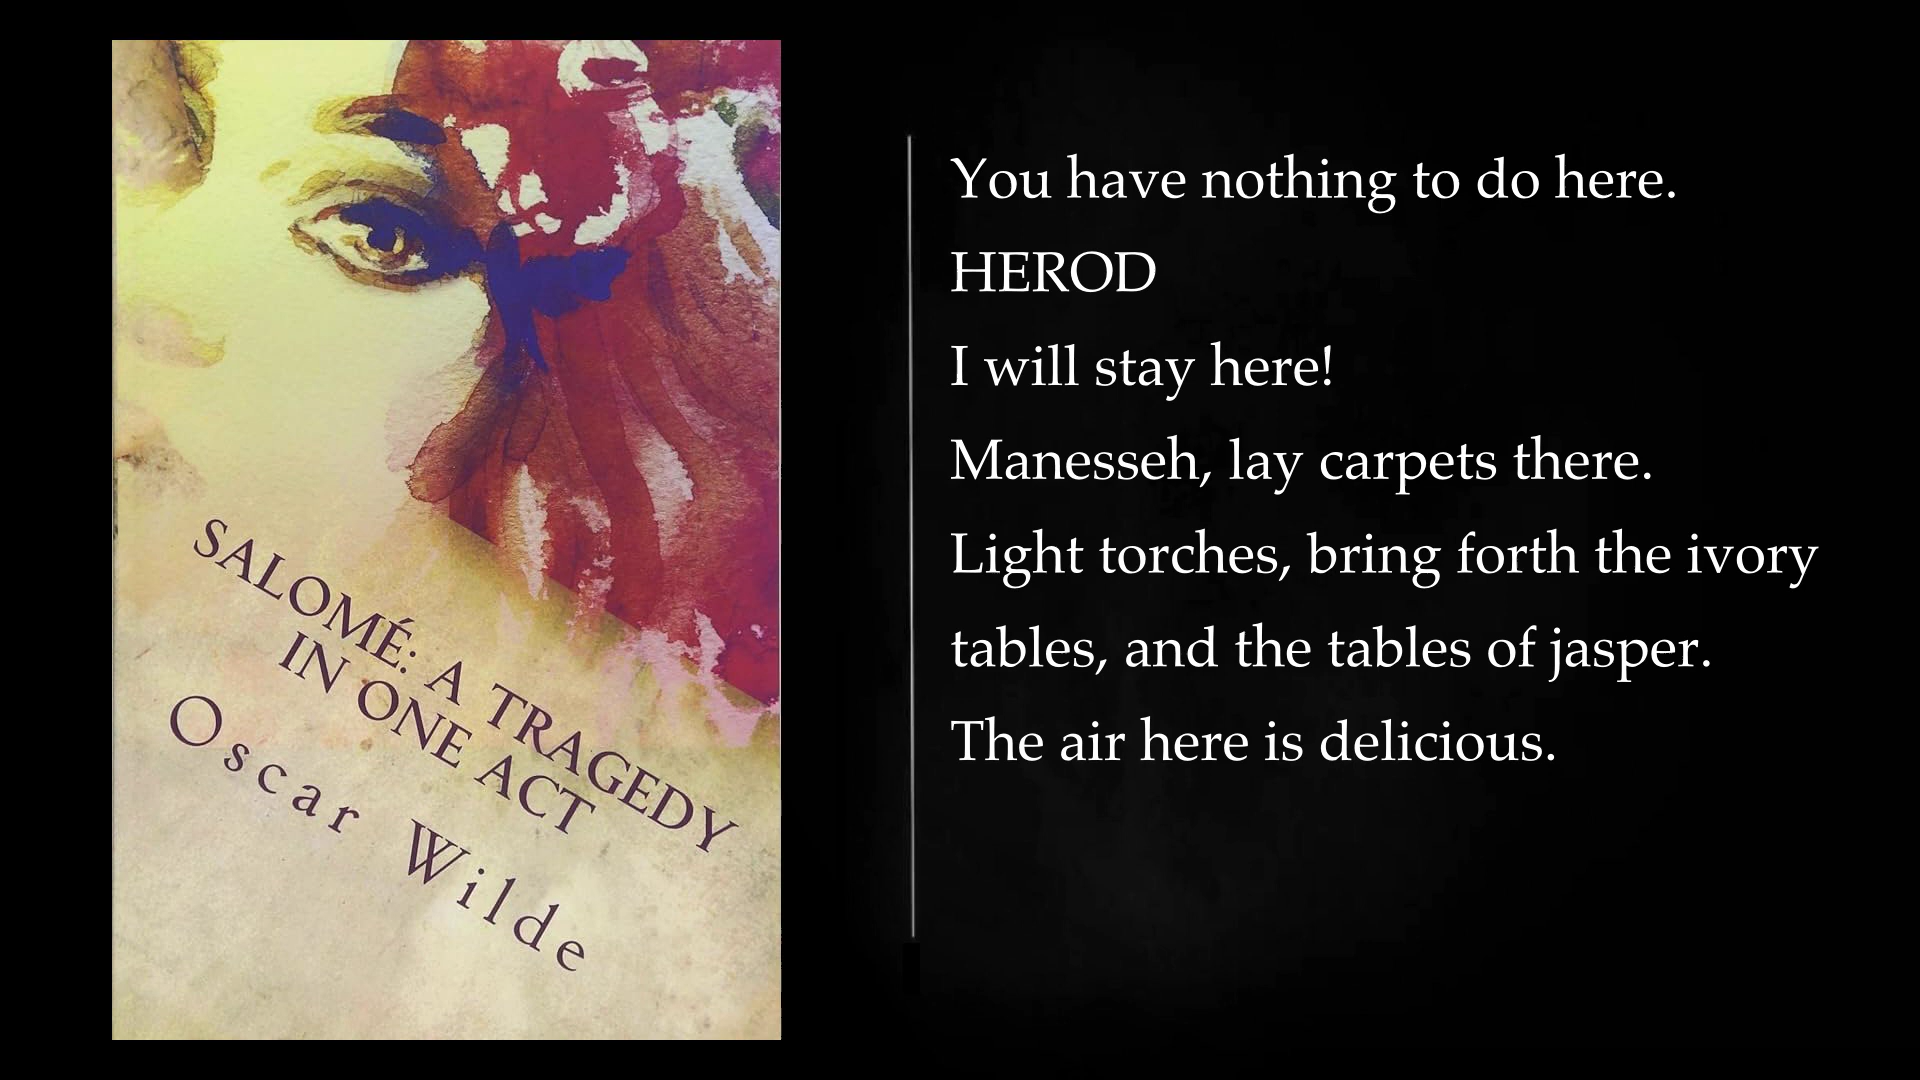 SALOMÉ: A TRAGEDY
IN ONE ACT
Oscar Wilde
You have nothing to do here.
HEROD
I will stay here!
Manesseh, lay carpets there.
Light torches, bring forth the ivory
tables, and the tables of jasper.
The air here is delicious.